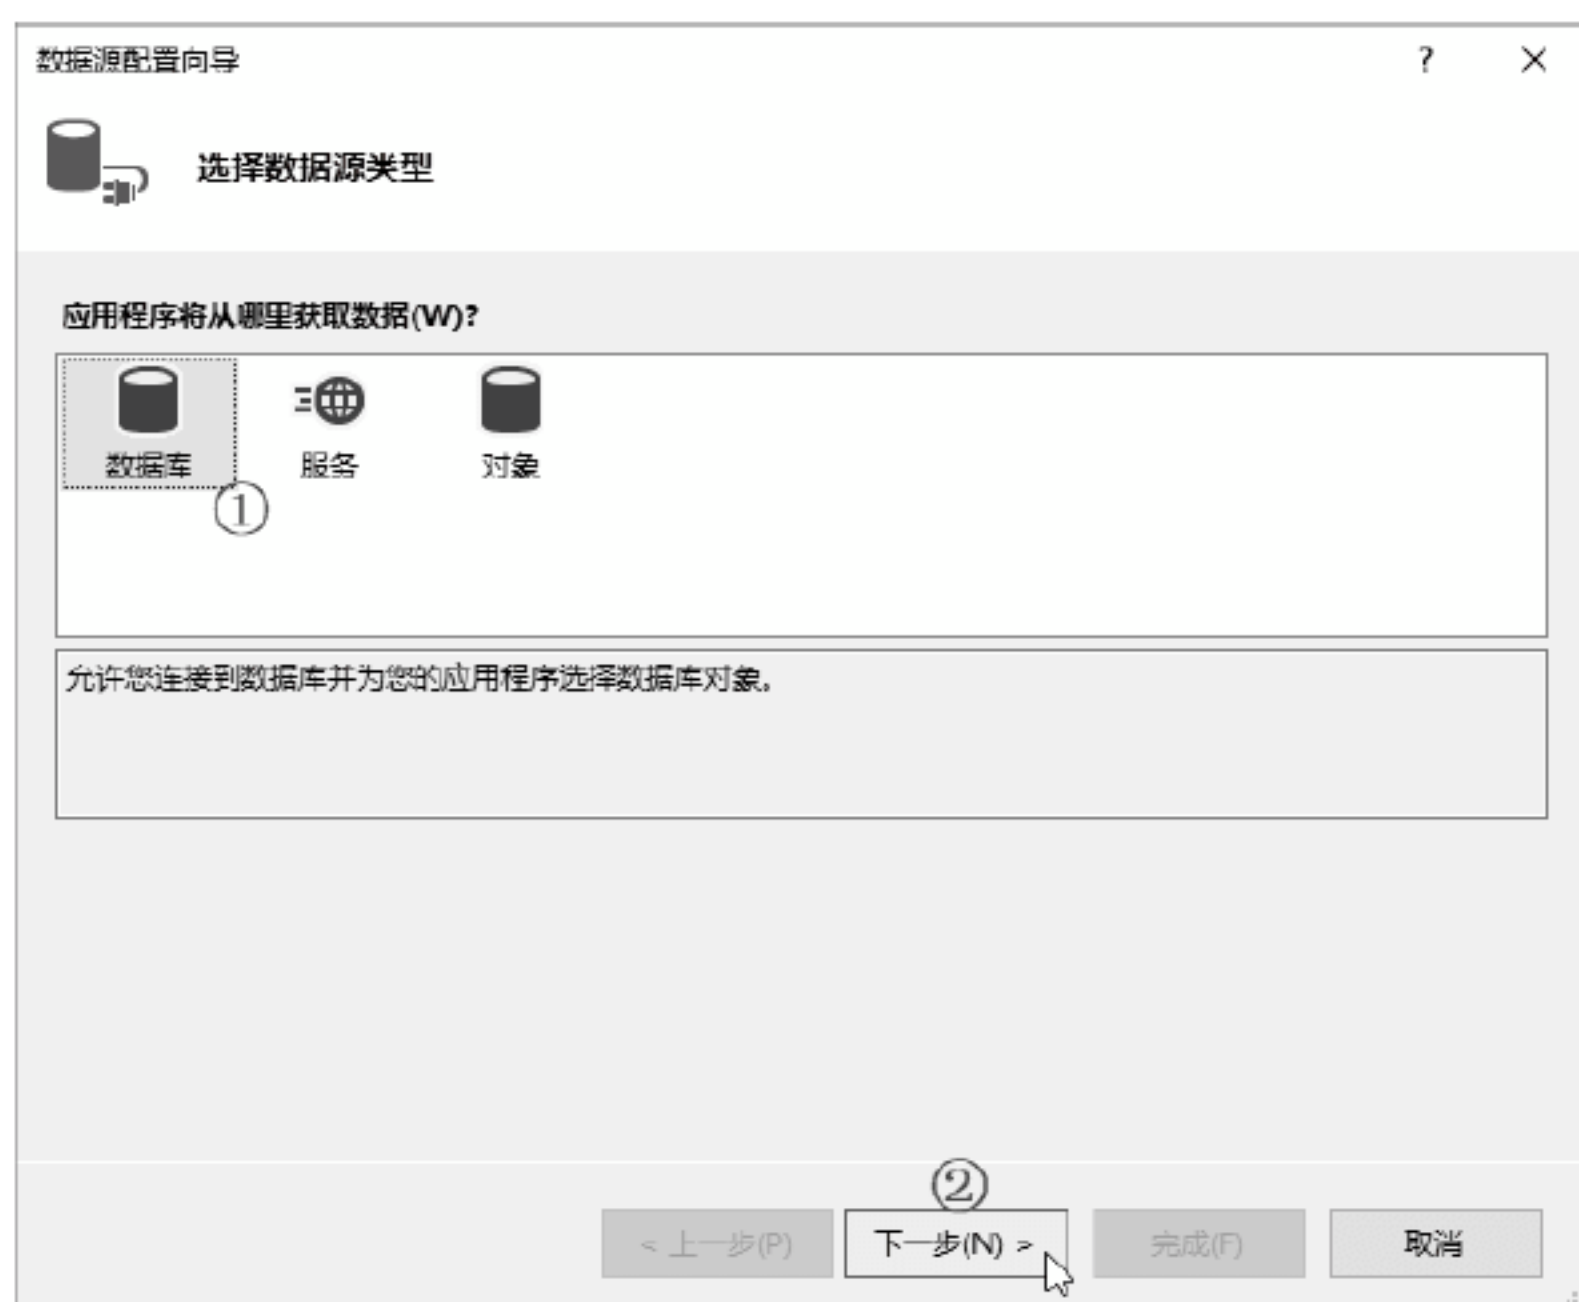 数据源配置向导
? ×
选择数据源类型
应用程序将从哪里获取数据(W)?
数据库 服务 对象
①
允许您连接到数据库并为您的应用程序选择数据库对象。
②
< 上一步(P) 下一步(N) > 完成(F) 取消